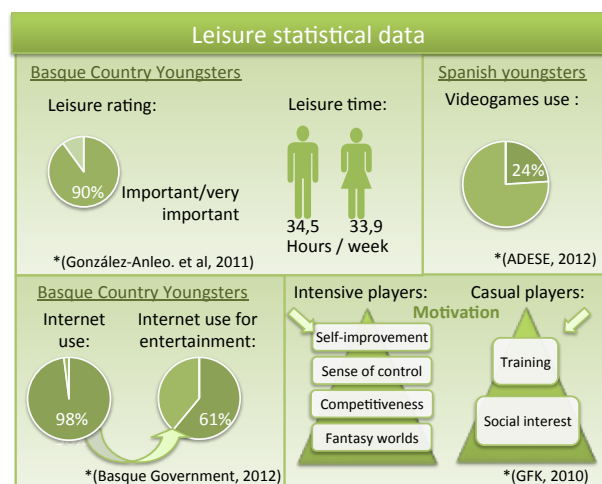 Leisure statistical data
Basque Country Youngsters
Leisure rating:
90%
Important/very
important
Leisure time:
34,5 33,9
Hours / week
*(González-Anleo. et al, 2011)
Spanish youngsters
Videogames use :
24%
*(ADESE, 2012)
Basque Country Youngsters
Internet
use:
98%
Internet use for
entertainment:
61%
*(Basque Government, 2012)
Intensive players:
Casual players:
Motivation
Self-improvement
Sense of control
Competitiveness
Fantasy worlds
Training
Social interest
*(GFK, 2010)